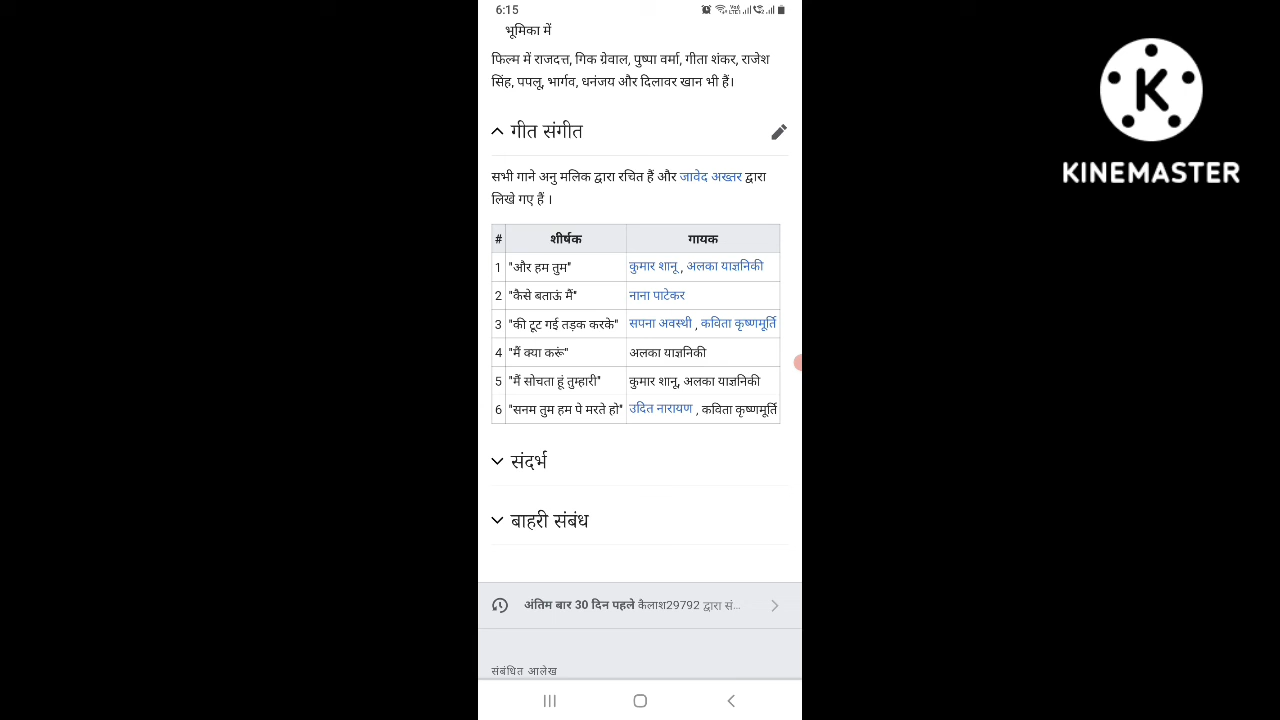 6:15
भूमिका में
फिल्म में राजदत्त, गिक ग्रेवाल, पुष्पा वर्मा, गीता शंकर, राजेश
सिंह, पपलू, भार्गव, धनंजय और दिलावर खान भी हैं।
गीत संगीत
सभी गाने अनु मलिक द्वारा रचित हैं और जावेद अख्तर द्वारा
लिखे गए हैं ।
# शीर्षक गायक
1 "और हम तुम" कुमार शानू , अलका याज्ञनिकी
2 "कैसे बताऊं मैं" नाना पाटेकर
3 "की टूट गई तड़क करके" सपना अवस्थी , कविता कृष्णमूर्ति
4 "मैं क्या करूं" अलका याज्ञनिकी
5 "मैं सोचता हूं तुम्हारी" कुमार शानू, अलका याज्ञनिकी
6 "सनम तुम हम पे मरते हो" उदित नारायण , कविता कृष्णमूर्ति
संदर्भ
बाहरी संबंध
अंतिम बार 30 दिन पहले कैलाश29792 द्वारा सं...
संबंधित आलेख
K
KINEMASTER